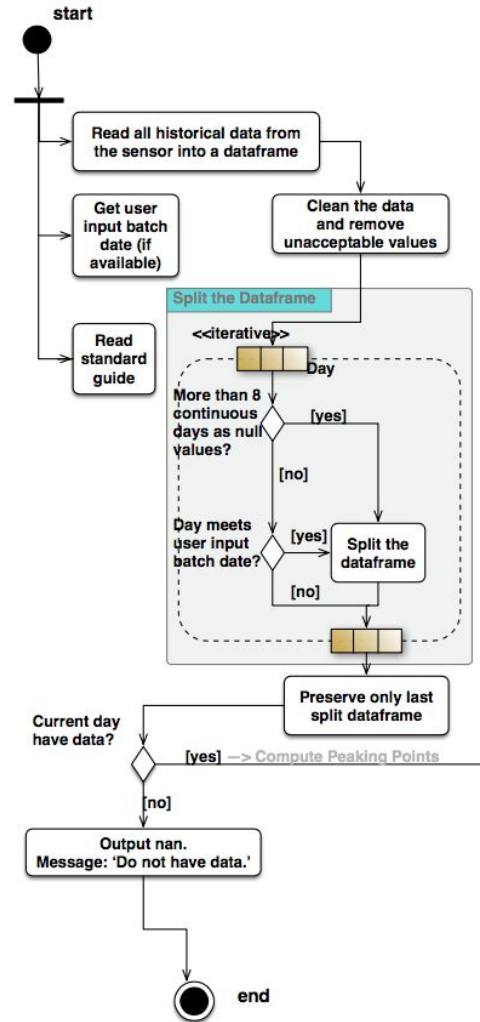 start
Read all historical data from
the sensor into a dataframe
Get user
input batch
date (if
available)
Clean the data
and remove
unacceptable values
Read
standard
guide
Split the Dataframe
<<iterative>>
Day
More than 8
continuous
days as null
values?
[yes]
[no]
Day meets
user input
batch date?
[yes]
Split the
dataframe
[no]
Preserve only last
split dataframe
Current day
have data?
[yes] —> Compute Peaking Points
[no]
Output nan.
Message: ‘Do not have data.’
end